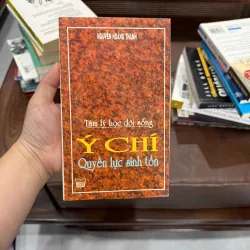 NGUYỄN HOÀNG THANH
Tâm lý học đời sống
Ý CHÍ
Quyền lực sinh tồn